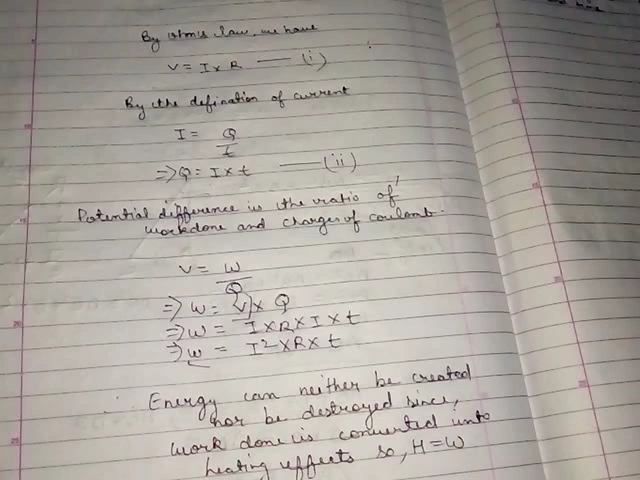 By ohm's law, we have
V = I x R —— (i)
By the defination of current
I = Q/t
=> Q = I x t —— (ii)
Potential difference is the ratio of
workdone and charges of coulomb.
V = W/Q
=> W = V x Q
=> W = I x R x I x t
=> W = I² x R x t
∴ Energy can neither be created
nor be destroyed since,
work done is converted into
heating effects so, H = W